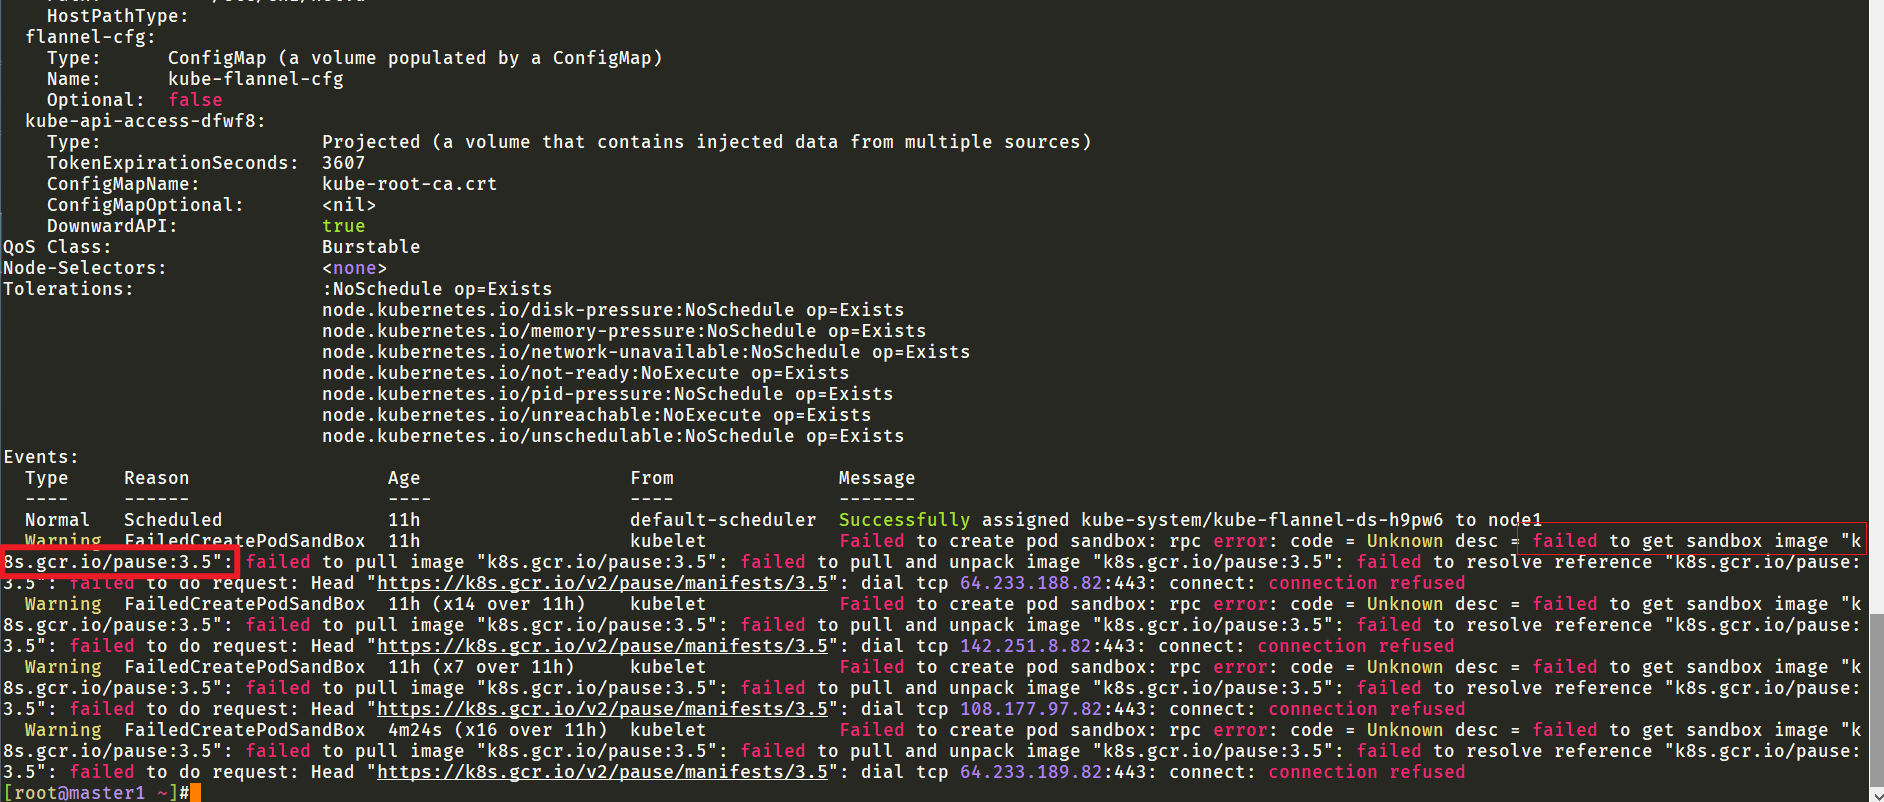 HostPathType:
flannel-cfg:
Type:      ConfigMap (a volume populated by a ConfigMap)
Name:      kube-flannel-cfg
Optional:  false
kube-api-access-dfwf8:
Type:                    Projected (a volume that contains injected data from multiple sources)
TokenExpirationSeconds:  3607
ConfigMapName:           kube-root-ca.crt
ConfigMapOptional:       <nil>
DownwardAPI:             true
QoS Class:                   Burstable
Node-Selectors:              <none>
Tolerations:                 :NoSchedule op=Exists
node.kubernetes.io/disk-pressure:NoSchedule op=Exists
node.kubernetes.io/memory-pressure:NoSchedule op=Exists
node.kubernetes.io/network-unavailable:NoSchedule op=Exists
node.kubernetes.io/not-ready:NoExecute op=Exists
node.kubernetes.io/pid-pressure:NoSchedule op=Exists
node.kubernetes.io/unreachable:NoExecute op=Exists
node.kubernetes.io/unschedulable:NoSchedule op=Exists
Events:
Type     Reason                  Age                   From               Message
----     ------                  ----                  ----               -------
Normal   Scheduled               11h                   default-scheduler  Successfully assigned kube-system/kube-flannel-ds-h9pw6 to node1
Warning  FailedCreatePodSandBox  11h                   kubelet            Failed to create pod sandbox: rpc error: code = Unknown desc = failed to get sandbox image "k
8s.gcr.io/pause:3.5": failed to pull image "k8s.gcr.io/pause:3.5": failed to pull and unpack image "k8s.gcr.io/pause:3.5": failed to resolve reference "k8s.gcr.io/pause:
3.5": failed to do request: Head "https://k8s.gcr.io/v2/pause/manifests/3.5": dial tcp 64.233.188.82:443: connect: connection refused
Warning  FailedCreatePodSandBox  11h (x14 over 11h)    kubelet            Failed to create pod sandbox: rpc error: code = Unknown desc = failed to get sandbox image "k
8s.gcr.io/pause:3.5": failed to pull image "k8s.gcr.io/pause:3.5": failed to pull and unpack image "k8s.gcr.io/pause:3.5": failed to resolve reference "k8s.gcr.io/pause:
3.5": failed to do request: Head "https://k8s.gcr.io/v2/pause/manifests/3.5": dial tcp 142.251.8.82:443: connect: connection refused
Warning  FailedCreatePodSandBox  11h (x7 over 11h)     kubelet            Failed to create pod sandbox: rpc error: code = Unknown desc = failed to get sandbox image "k
8s.gcr.io/pause:3.5": failed to pull image "k8s.gcr.io/pause:3.5": failed to pull and unpack image "k8s.gcr.io/pause:3.5": failed to resolve reference "k8s.gcr.io/pause:
3.5": failed to do request: Head "https://k8s.gcr.io/v2/pause/manifests/3.5": dial tcp 108.177.97.82:443: connect: connection refused
Warning  FailedCreatePodSandBox  4m24s (x16 over 11h)  kubelet            Failed to create pod sandbox: rpc error: code = Unknown desc = failed to get sandbox image "k
8s.gcr.io/pause:3.5": failed to pull image "k8s.gcr.io/pause:3.5": failed to pull and unpack image "k8s.gcr.io/pause:3.5": failed to resolve reference "k8s.gcr.io/pause:
3.5": failed to do request: Head "https://k8s.gcr.io/v2/pause/manifests/3.5": dial tcp 64.233.189.82:443: connect: connection refused
[root@master1 ~]#